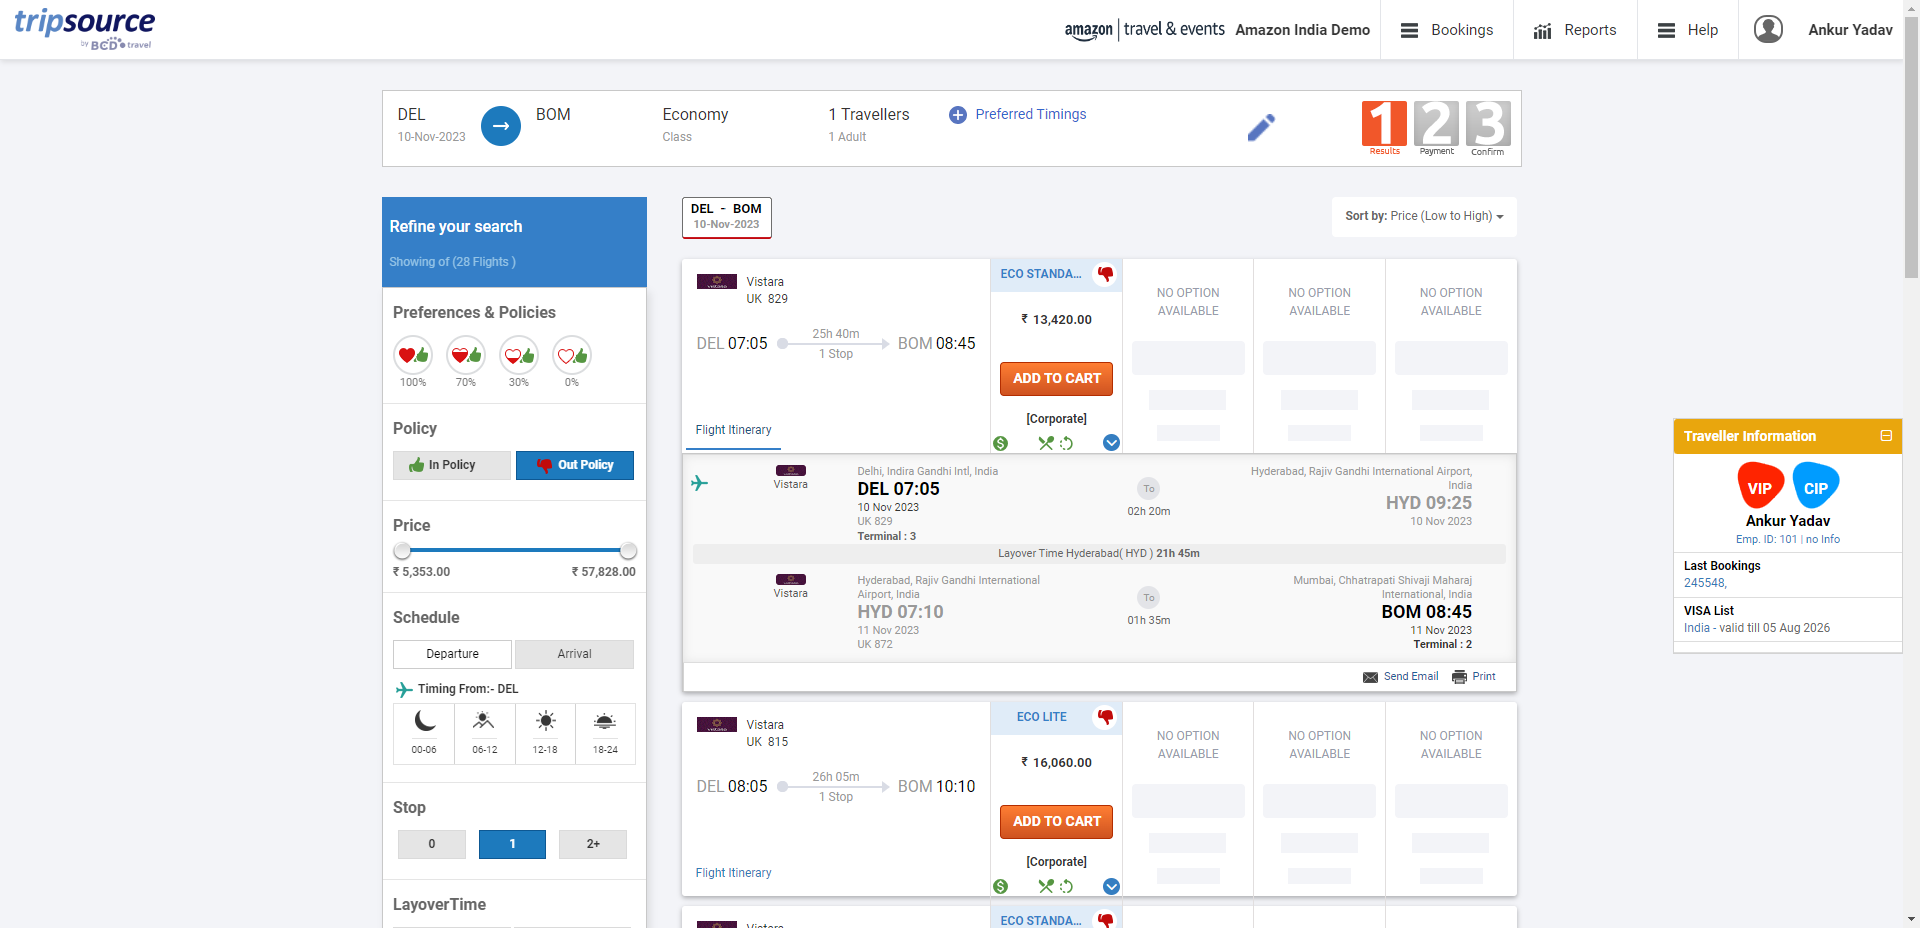 tripsource
by BCD travel
amazon | travel & events
Amazon India Demo
Bookings
Reports
Help
Ankur Yadav
DEL
10-Nov-2023
BOM
Economy
Class
1 Travellers
1 Adult
Preferred Timings
1 2 3
Results Payment Confirm
Refine your search
Showing of (28 Flights )
Preferences & Policies
100% 70% 30% 0%
Policy
In Policy Out Policy
Price
₹ 5,353.00 ₹ 57,828.00
Schedule
Departure Arrival
Timing From:- DEL
00-06 06-12 12-18 18-24
Stop
0 1 2+
LayoverTime
DEL - BOM
10-Nov-2023
Sort by: Price (Low to High)
Vistara
UK 829
DEL 07:05
25h 40m
1 Stop
BOM 08:45
Flight Itinerary
ECO STANDA...
₹ 13,420.00
ADD TO CART
[Corporate]
NO OPTION
AVAILABLE
NO OPTION
AVAILABLE
NO OPTION
AVAILABLE
Vistara
Delhi, Indira Gandhi Intl, India
DEL 07:05
10 Nov 2023
UK 829
Terminal : 3
To
02h 20m
Hyderabad, Rajiv Gandhi International Airport,
India
HYD 09:25
10 Nov 2023
Layover Time Hyderabad( HYD ) 21h 45m
Vistara
Hyderabad, Rajiv Gandhi International
Airport, India
HYD 07:10
11 Nov 2023
UK 872
To
01h 35m
Mumbai, Chhatrapati Shivaji Maharaj
International, India
BOM 08:45
11 Nov 2023
Terminal : 2
Send Email Print
Vistara
UK 815
DEL 08:05
26h 05m
1 Stop
BOM 10:10
Flight Itinerary
ECO LITE
₹ 16,060.00
ADD TO CART
[Corporate]
NO OPTION
AVAILABLE
NO OPTION
AVAILABLE
NO OPTION
AVAILABLE
Vistara
ECO STANDA...
Traveller Information
VIP CIP
Ankur Yadav
Emp. ID: 101 | no Info
Last Bookings
245548,
VISA List
India - valid till 05 Aug 2026